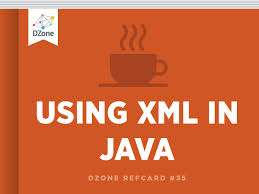 DZone
USING XML IN
JAVA
DZONE REFCARD #35